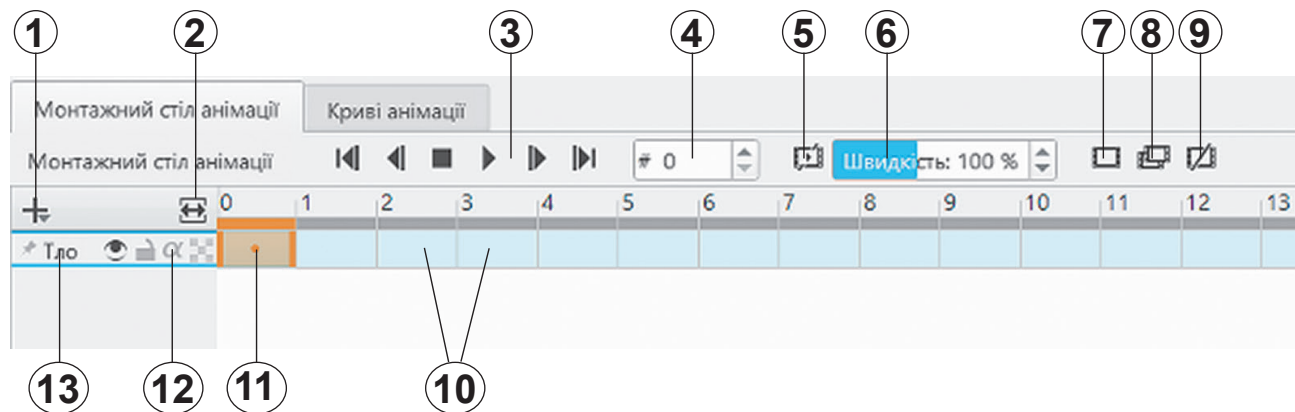 1 2 3 4 5 6 7 8 9
Монтажний стіл анімації Криві анімації
Монтажний стіл анімації # 0 Швидкість: 100 %
0 1 2 3 4 5 6 7 8 9 10 11 12 13
Тло α
13 12 11 10